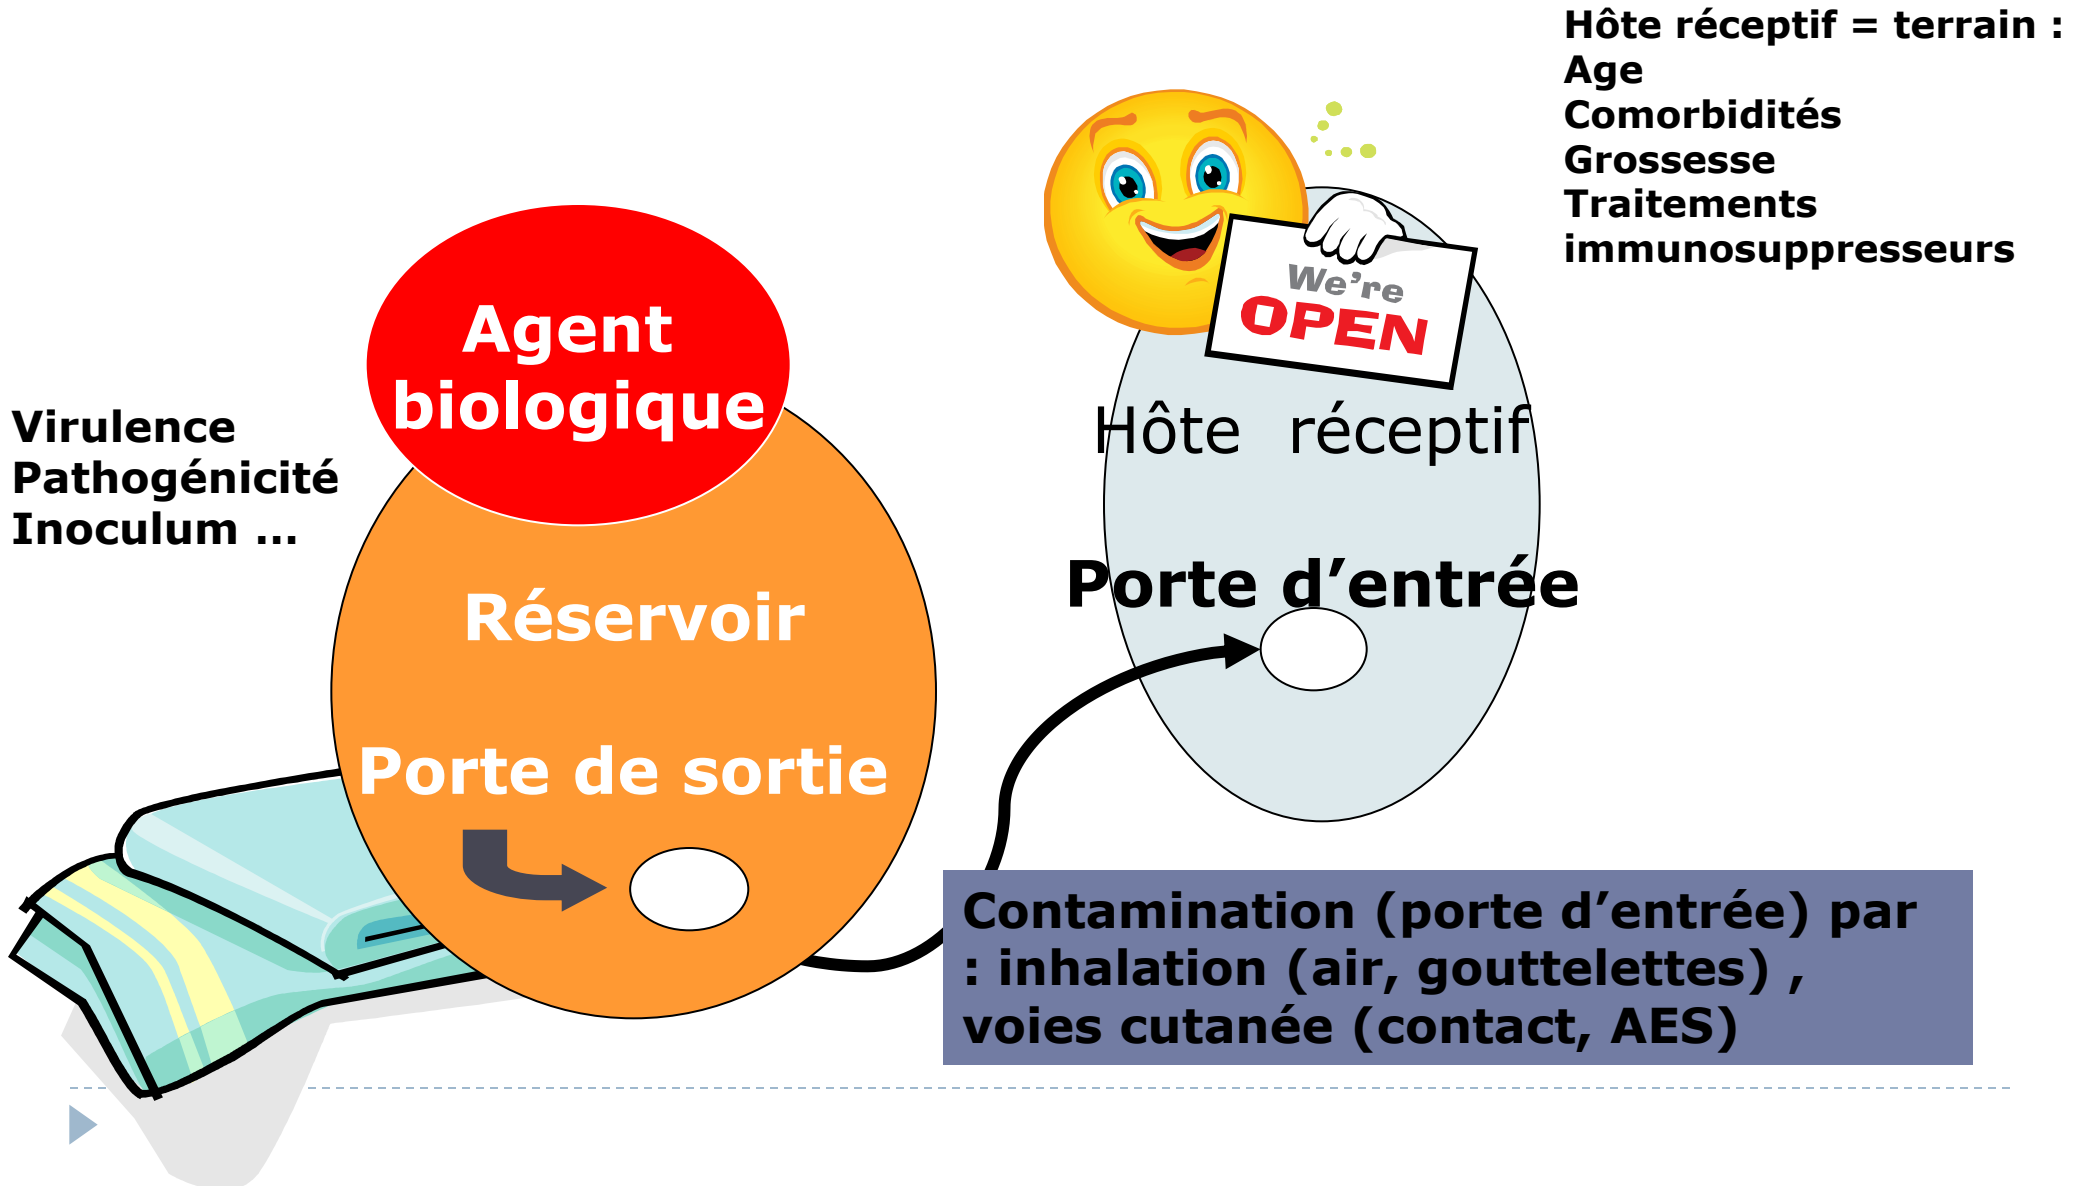 Hôte réceptif = terrain :
Age
Comorbidités
Grossesse
Traitements
immunosuppresseurs
We're
OPEN
Agent
biologique
Virulence
Pathogénicité
Inoculum ...
Hôte réceptif
Porte d’entrée
Réservoir
Porte de sortie
Contamination (porte d’entrée) par
: inhalation (air, gouttelettes) ,
voies cutanée (contact, AES)